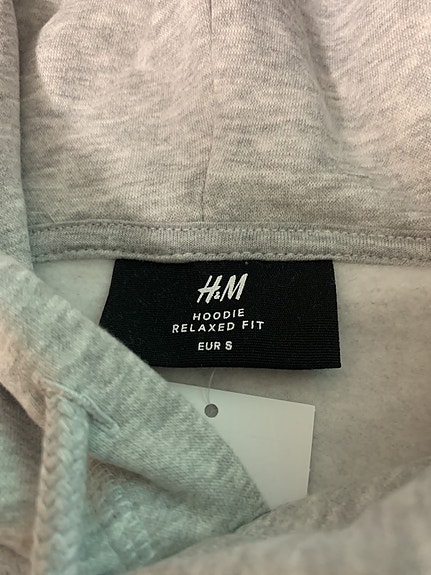 H&M
HOODIE
RELAXED FIT
EUR S